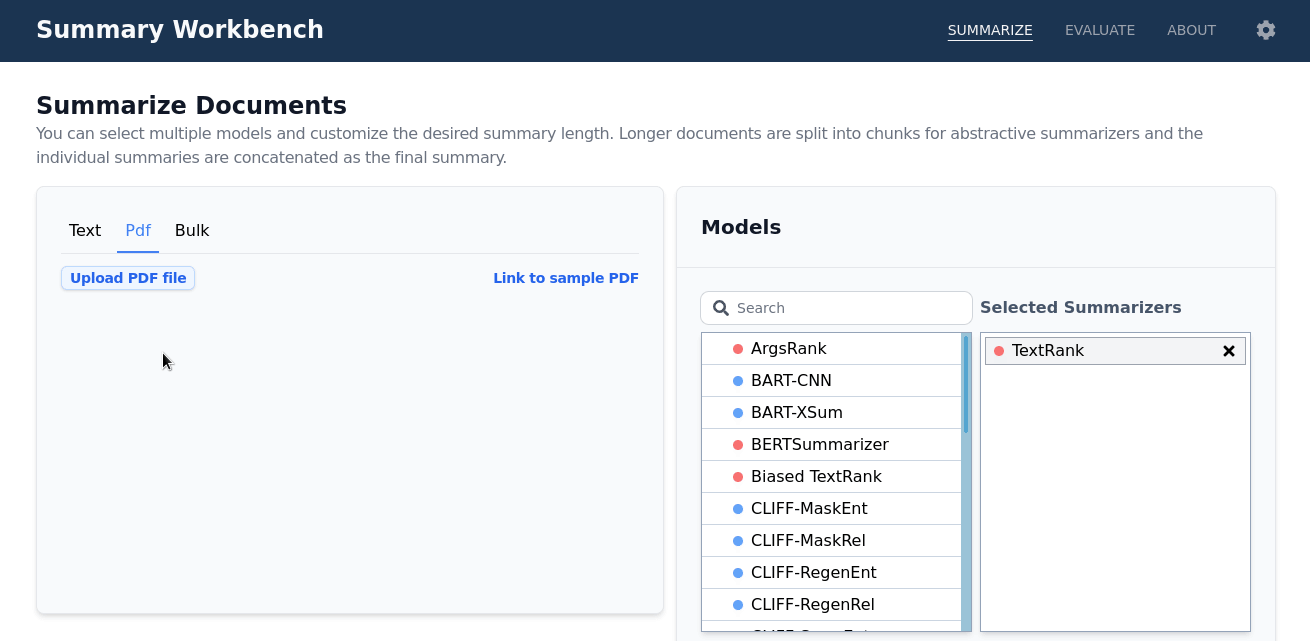 Summary Workbench
SUMMARIZE
EVALUATE
ABOUT
Summarize Documents
You can select multiple models and customize the desired summary length. Longer documents are split into chunks for abstractive summarizers and the
individual summaries are concatenated as the final summary.
Text
Pdf
Bulk
Upload PDF file
Link to sample PDF
Models
Search
Selected Summarizers
ArgsRank
BART-CNN
BART-XSum
BERTSummarizer
Biased TextRank
CLIFF-MaskEnt
CLIFF-MaskRel
CLIFF-RegenEnt
CLIFF-RegenRel
TextRank